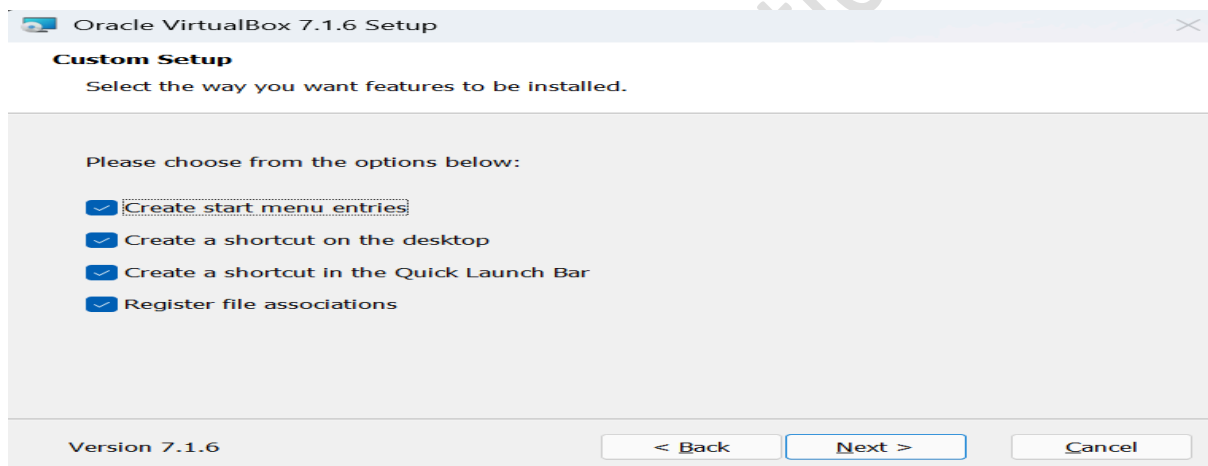 Oracle VirtualBox 7.1.6 Setup
Custom Setup
Select the way you want features to be installed.
Please choose from the options below:
Create start menu entries
Create a shortcut on the desktop
Create a shortcut in the Quick Launch Bar
Register file associations
Version 7.1.6
< Back
Next >
Cancel